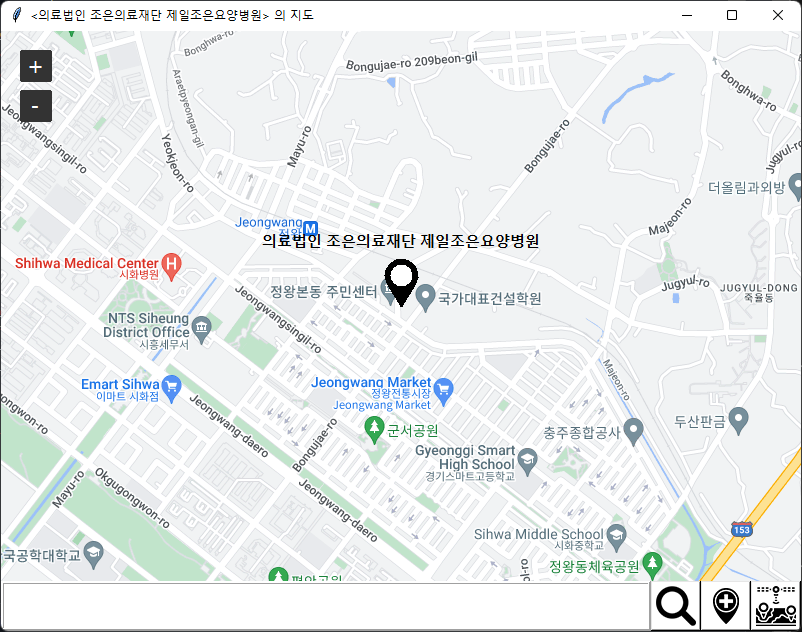 <의료법인 조은의료재단 제일조은요양병원> 의 지도
+
-
Bonghwa-ro
Bongujae-ro 209beon-gil
Araetpyeongan-gil
Jeongwangsingil-ro
Yeokjeon-ro
Mayu-ro
Bongujae-ro
Bonghwa-ro
Jugyul-ro
더올림과외방
Majeon-ro
Jeongwang
M
의료법인 조은의료재단 제일조은요양병원
Shihwa Medical Center
시화병원
H
정왕본동 주민센터
국가대표건설학원
Jugyul-ro
JUGYUL-DONG
죽율동
NTS Siheung
District Office
시흥세무서
Jeongwangsingil-ro
Emart Sihwa
이마트 시화점
Jeongwang Market
정왕전통시장
Jeongwang Market
Majeon-ro
Jeongwang-daero
Bongujae-ro
군서공원
충주종합공사
두산판금
Gyeonggi Smart
High School
경기스마트고등학교
Mayu-ro
Okgugongwon-ro
Jeongwang-daero
Sihwa Middle School
시화중학교
153
국공학대학교
정왕동체육공원
평안공원